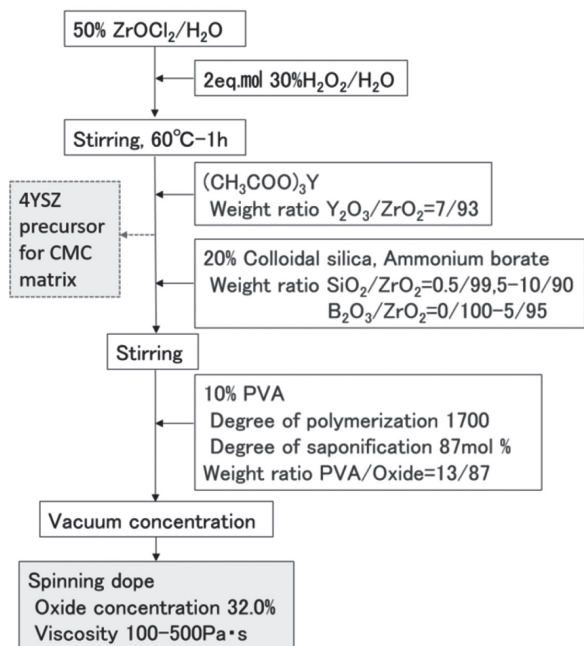 50% ZrOCl₂/H₂O
2eq.mol 30%H₂O₂/H₂O
Stirring, 60℃-1h
(CH₃COO)₃Y
Weight ratio Y₂O₃/ZrO₂=7/93
4YSZ
precursor
for CMC
matrix
20% Colloidal silica, Ammonium borate
Weight ratio SiO₂/ZrO₂=0.5/99,5-10/90
B₂O₃/ZrO₂=0/100-5/95
Stirring
10% PVA
Degree of polymerization 1700
Degree of saponification 87mol %
Weight ratio PVA/Oxide=13/87
Vacuum concentration
Spinning dope
Oxide concentration 32.0%
Viscosity 100-500Pa・s